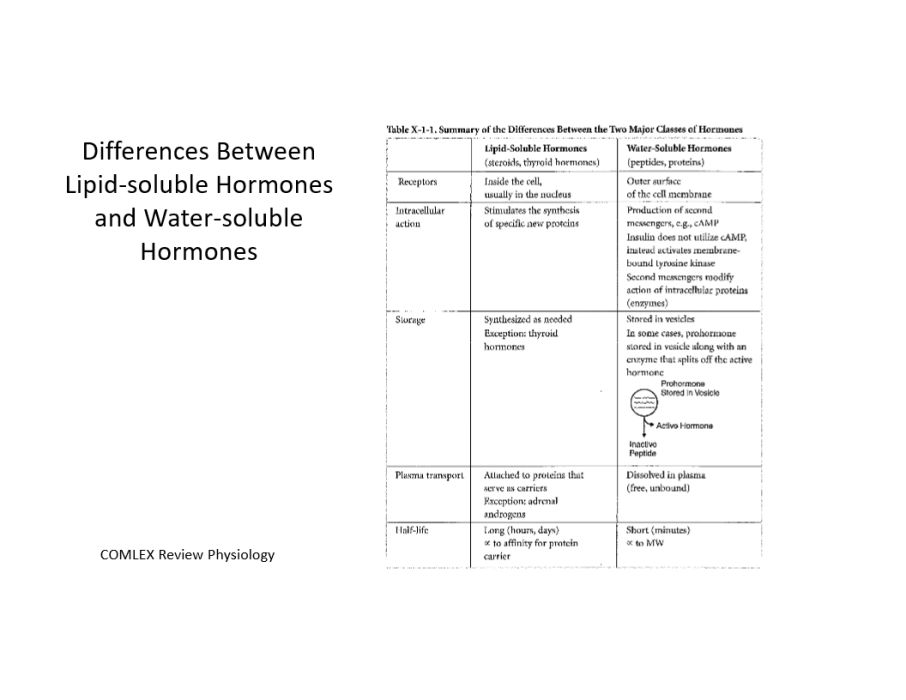 Differences Between
Lipid-soluble Hormones
and Water-soluble
Hormones
COMLEX Review Physiology
Table X-1-1. Summary of the Differences Between the Two Major Classes of Hormones
Lipid-Soluble Hormones
(steroids, thyroid hormones)
Water-Soluble Hormones
(peptides, proteins)
Receptors
Inside the cell,
usually in the nucleus
Outer surface
of the cell membrane
Intracellular
action
Stimulates the synthesis
of specific new proteins
Production of second
messengers, e.g., cAMP
Insulin does not utilize cAMP,
instead activates membrane-
bound tyrosine kinase
Second messengers modify
action of intracellular proteins
(enzymes)
Storage
Synthesized as needed
Exception: thyroid
hormones
Stored in vesicles
In some cases, prohormone
stored in vesicle along with an
enzyme that splits off the active
hormone
Prohormone
Stored in Vesicle
Active Hormone
Inactive
Peptide
Plasma transport
Attached to proteins that
serve as carriers
Exception: adrenal
androgens
Dissolved in plasma
(free, unbound)
Half-life
Long (hours, days)
∝ to affinity for protein
carrier
Short (minutes)
∝ to MW